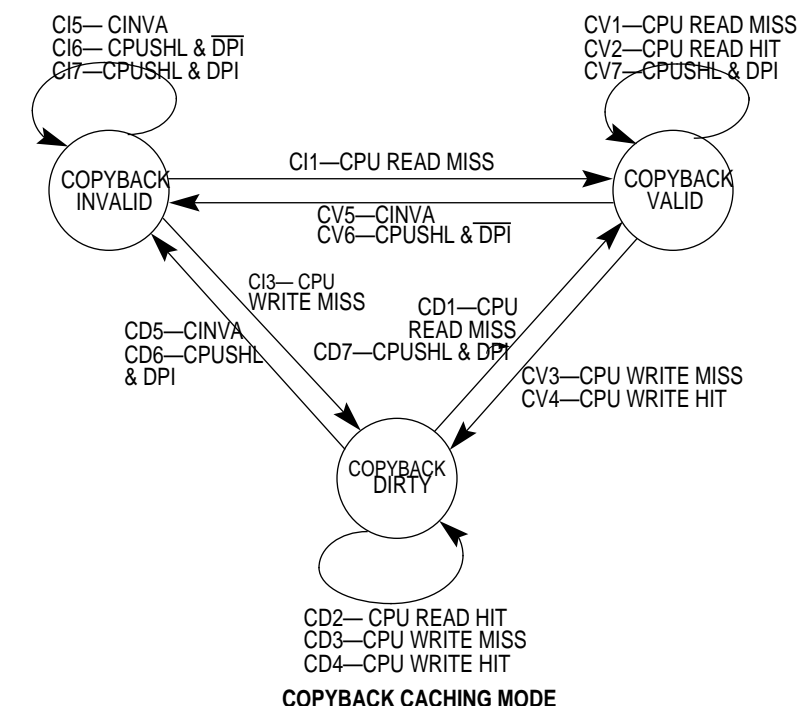 CI5— CINVA
CI6— CPUSHL & D̅P̅I̅
CI7—CPUSHL & DPI
CV1—CPU READ MISS
CV2—CPU READ HIT
CV7—CPUSHL & DPI
COPYBACK
INVALID
CI1—CPU READ MISS
COPYBACK
VALID
CV5—CINVA
CV6—CPUSHL & D̅P̅I̅
CI3— CPU
WRITE MISS
CD1—CPU
READ MISS
CD7—CPUSHL & DPI
CD5—CINVA
CD6—CPUSHL
& DPI
CV3—CPU WRITE MISS
CV4—CPU WRITE HIT
COPYBACK
DIRTY
CD2— CPU READ HIT
CD3—CPU WRITE MISS
CD4—CPU WRITE HIT
COPYBACK CACHING MODE